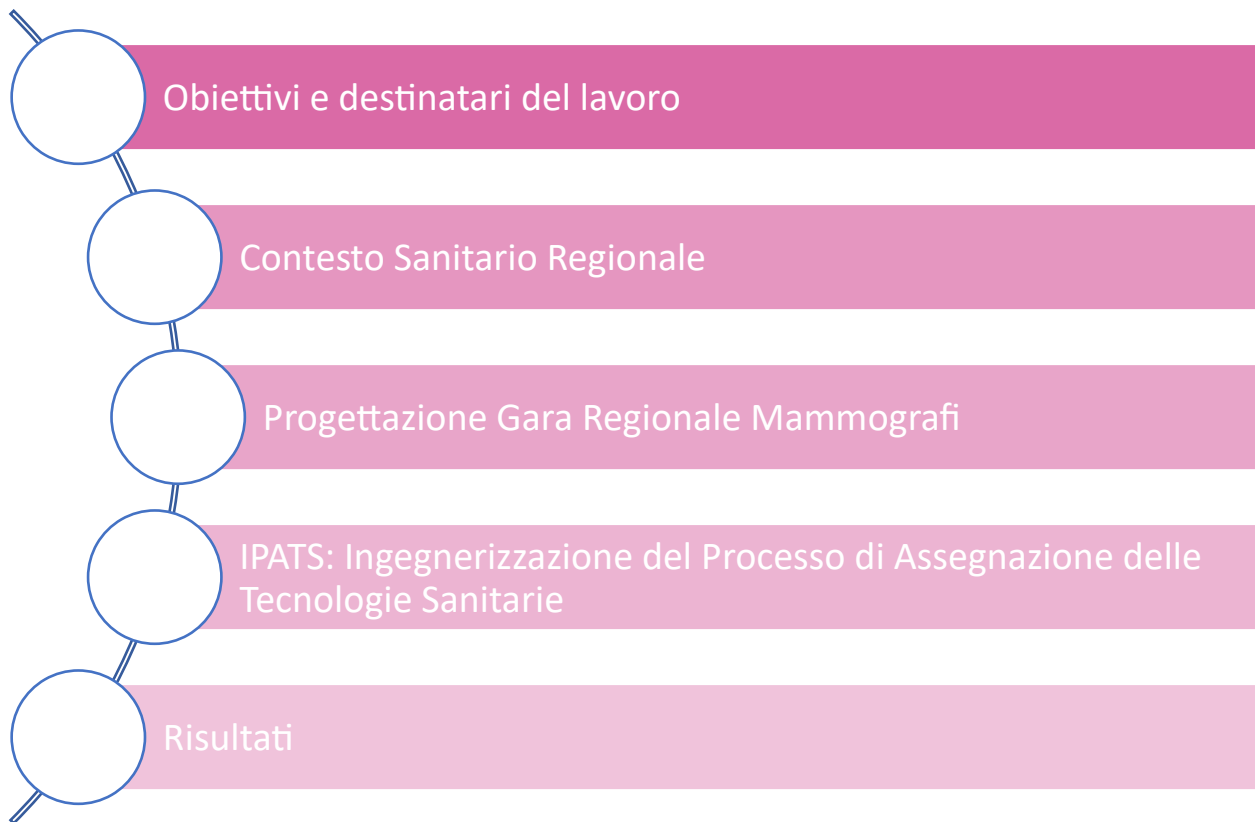 Obiettivi e destinatari del lavoro
Contesto Sanitario Regionale
Progettazione Gara Regionale Mammografi
IPATS: Ingegnerizzazione del Processo di Assegnazione delle
Tecnologie Sanitarie
Risultati